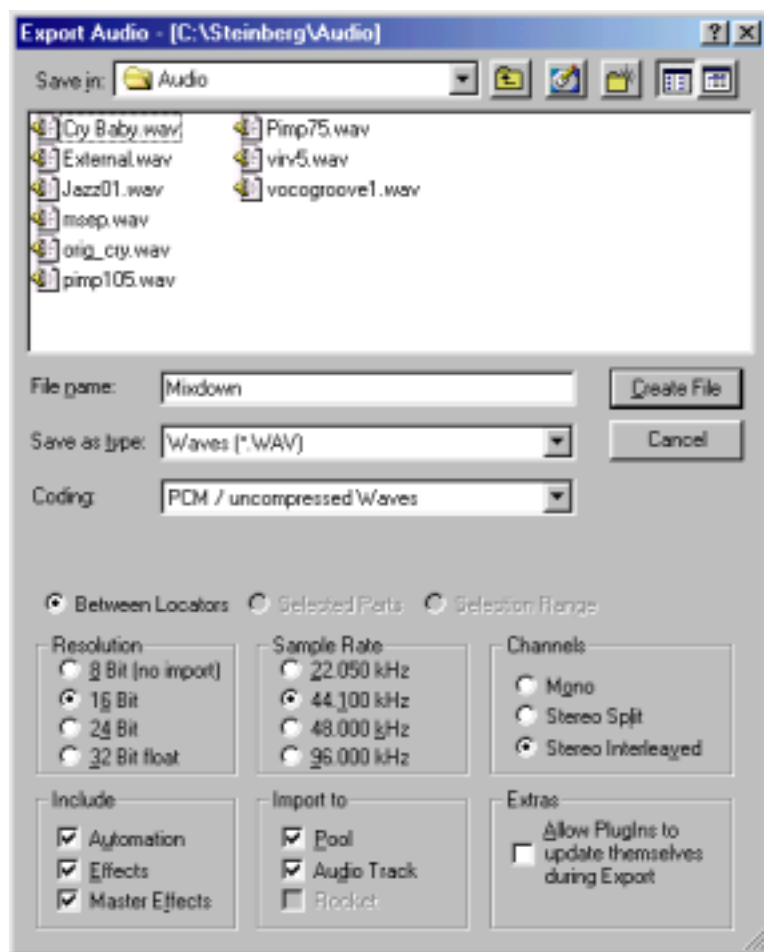 Export Audio - [C:\Steinberg\Audio]
Save in: Audio
Cry Baby.wav Pimp75.wav
External.wav virv5.wav
Jazz01.wav vocogroove1.wav
msep.wav
orig_cry.wav
pimp105.wav
File name: Mixdown Create File
Save as type: Waves (*.WAV) Cancel
Coding: PCM / uncompressed Waves
Between Locators Selected Parts Selection Range
Resolution Sample Rate Channels
8 Bit (no import) 22.050 kHz Mono
16 Bit 44.100 kHz Stereo Split
24 Bit 48.000 kHz Stereo Interleaved
32 Bit float 96.000 kHz
Include Import to Extras
Automation Pool Allow PlugIns to
Effects Audio Track update themselves
Master Effects Rocket during Export